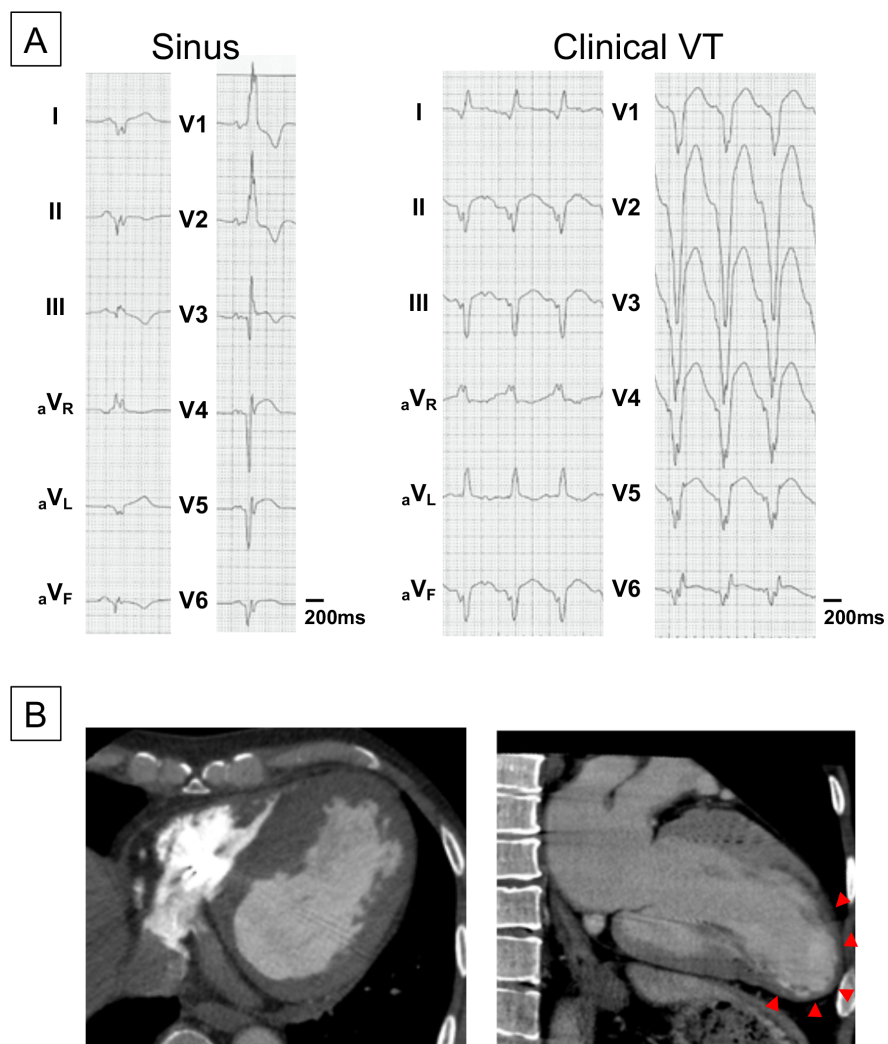 A
Sinus
Clinical VT
I
V1
II
V2
III
V3
aVR
V4
aVL
V5
aVF
V6
200ms
I
V1
II
V2
III
V3
aVR
V4
aVL
V5
aVF
V6
200ms
B